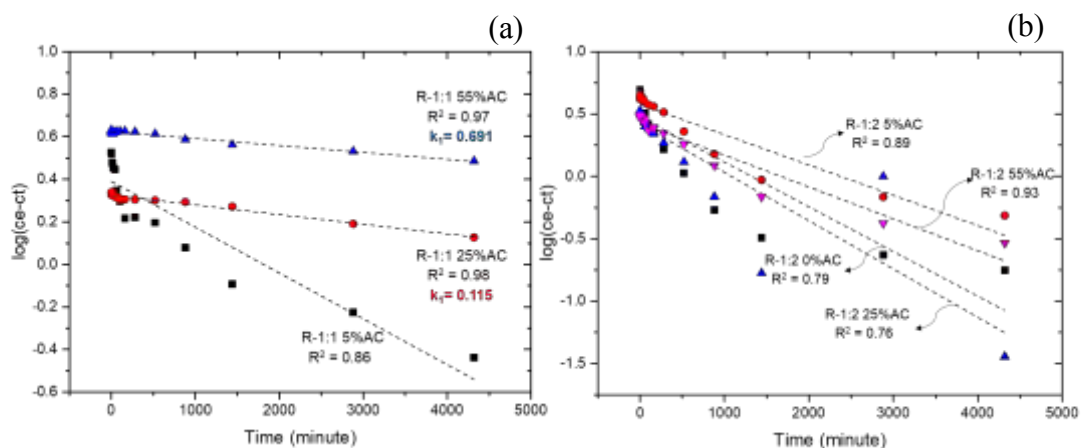 (a)
1.0
0.8
0.6
0.4
0.2
0.0
-0.2
-0.4
-0.6
log(ce-ct)
R-1:1 55%AC
R² = 0.97
k₁= 0.691
R-1:1 25%AC
R² = 0.98
k₁= 0.115
R-1:1 5%AC
R² = 0.86
0
1000
2000
3000
4000
5000
Time (minute)
(b)
1.0
0.5
0.0
-0.5
-1.0
-1.5
log(ce-ct)
R-1:2 5%AC
R² = 0.89
R-1:2 55%AC
R² = 0.93
R-1:2 0%AC
R² = 0.79
R-1:2 25%AC
R² = 0.76
0
1000
2000
3000
4000
5000
Time (minute)